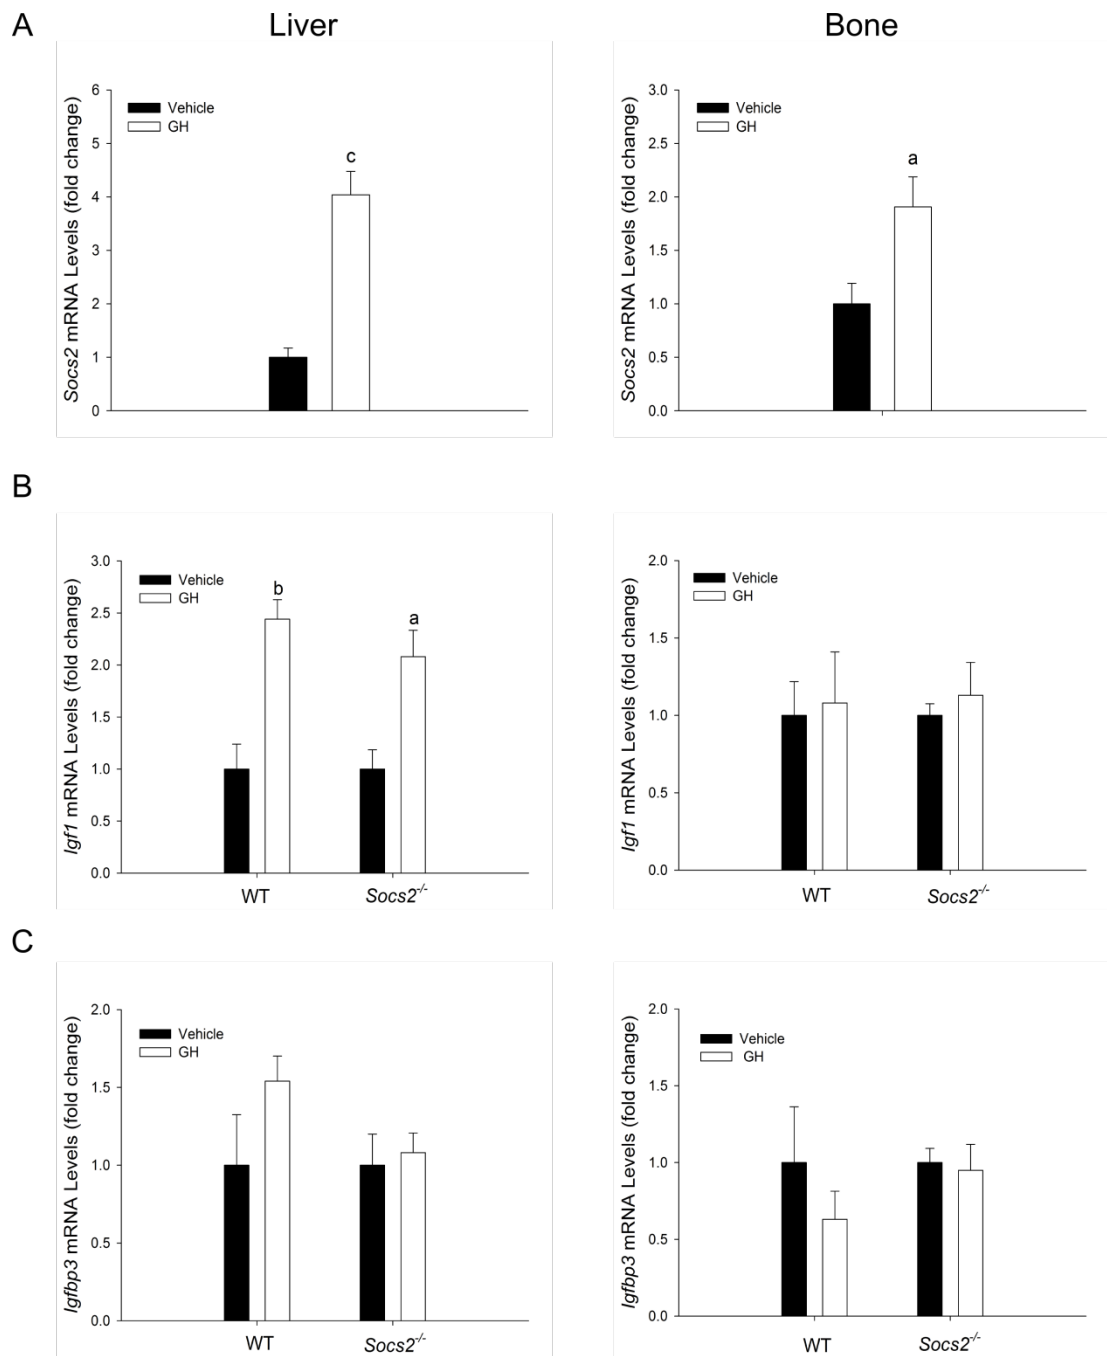 A
Liver
Bone
Socs2 mRNA Levels (fold change)
6
5
4
3
2
1
0
Vehicle
GH
c
Socs2 mRNA Levels (fold change)
3.0
2.5
2.0
1.5
1.0
0.5
0.0
Vehicle
GH
a
B
Igf1 mRNA Levels (fold change)
3.0
2.5
2.0
1.5
1.0
0.5
0.0
Vehicle
GH
b
a
WT
Socs2-/-
Igf1 mRNA Levels (fold change)
2.0
1.5
1.0
0.5
0.0
Vehicle
GH
WT
Socs2-/-
C
Igfbp3 mRNA Levels (fold change)
2.0
1.5
1.0
0.5
0.0
Vehicle
GH
WT
Socs2-/-
Igfbp3 mRNA Levels (fold change)
2.0
1.5
1.0
0.5
0.0
Vehicle
GH
WT
Socs2-/-